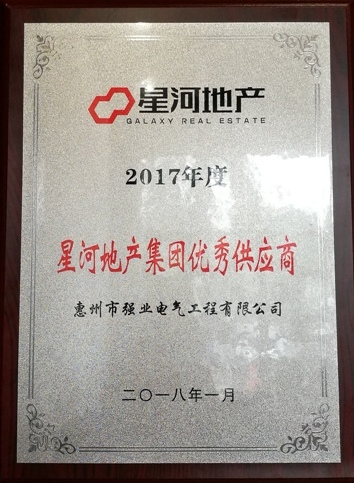 星河地产
GALAXY REAL ESTATE
2017年度
星河地产集团优秀供应商
惠州市强业电气工程有限公司
二〇一八年一月